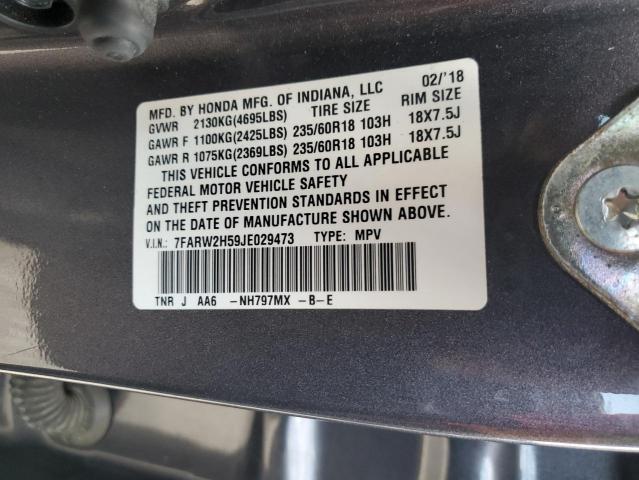 MFD. BY HONDA MFG. OF INDIANA, LLC 02/'18
GVWR 2130KG(4695LBS) TIRE SIZE RIM SIZE
GAWR F 1100KG(2425LBS) 235/60R18 103H 18X7.5J
GAWR R 1075KG(2369LBS) 235/60R18 103H 18X7.5J
THIS VEHICLE CONFORMS TO ALL APPLICABLE
FEDERAL MOTOR VEHICLE SAFETY
AND THEFT PREVENTION STANDARDS IN EFFECT
ON THE DATE OF MANUFACTURE SHOWN ABOVE.
V.I.N.: 7FARW2H59JE029473 TYPE: MPV
TNR J AA6 -NH797MX -B-E